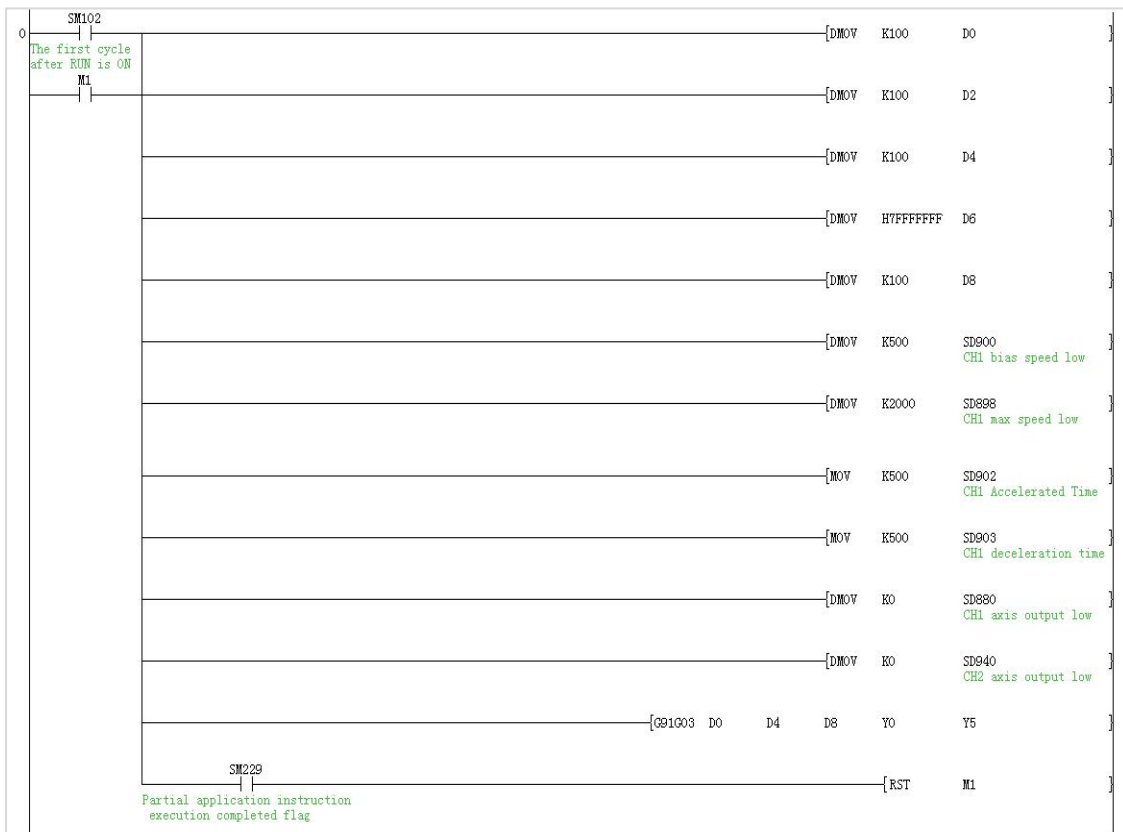 SM102
0
[DMOV K100 D0 ]
The first cycle
after RUN is ON
M1
[DMOV K100 D2 ]
[DMOV K100 D4 ]
[DMOV H7FFFFFFF D6 ]
[DMOV K100 D8 ]
[DMOV K500 SD900 ]
CH1 bias speed low
[DMOV K2000 SD898 ]
CH1 max speed low
[MOV K500 SD902 ]
CH1 Accelerated Time
[MOV K500 SD903 ]
CH1 deceleration time
[DMOV K0 SD880 ]
CH1 axis output low
[DMOV K0 SD940 ]
CH2 axis output low
[G91G03 D0 D4 D8 Y0 Y5 ]
SM229
[RST M1 ]
Partial application instruction
execution completed flag